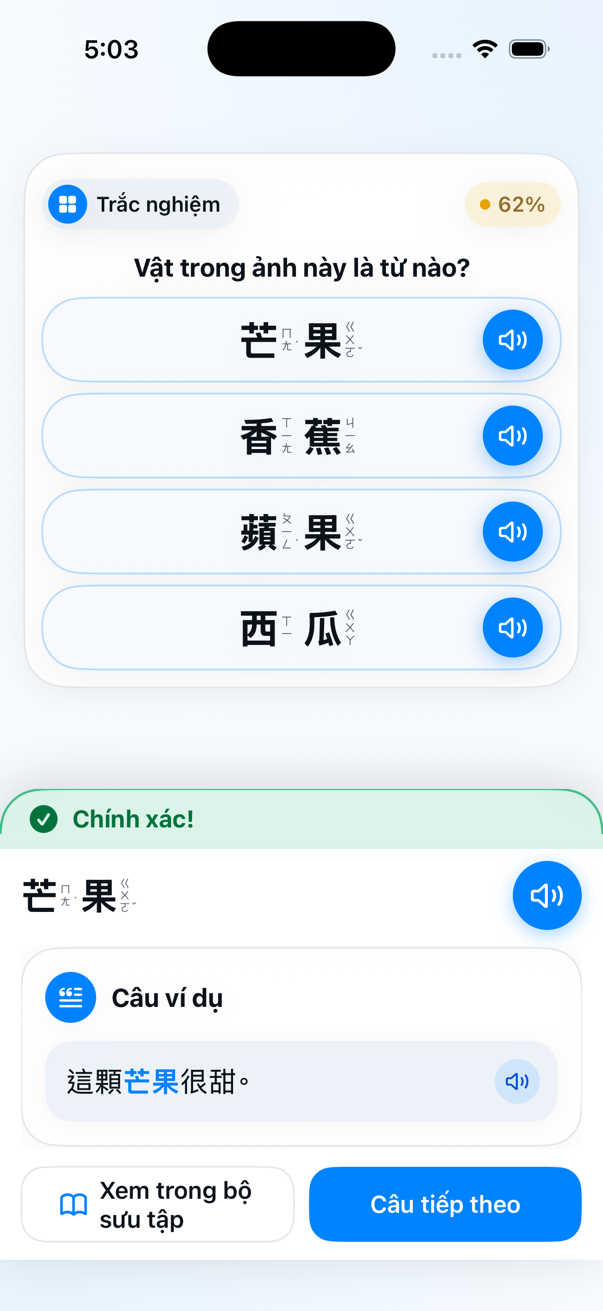 5:03
Trắc nghiệm
62%
Vật trong ảnh này là từ nào?
芒ㄇㄤˊ果ㄍㄨㄛˇ
香ㄒㄧㄤ蕉ㄐㄧㄠ
蘋ㄆㄧㄥˊ果ㄍㄨㄛˇ
西ㄒㄧ瓜ㄍㄨㄚ
Chính xác!
芒ㄇㄤˊ果ㄍㄨㄛˇ
Câu ví dụ
這顆芒果很甜。
Xem trong bộ
sưu tập
Câu tiếp theo